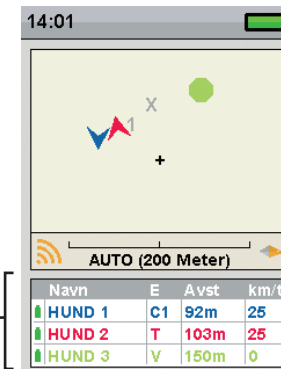 14:01
X
1
AUTO (200 Meter)
Navn E Avst km/t
HUND 1 C1 92m 25
HUND 2 T 103m 25
HUND 3 V 150m 0